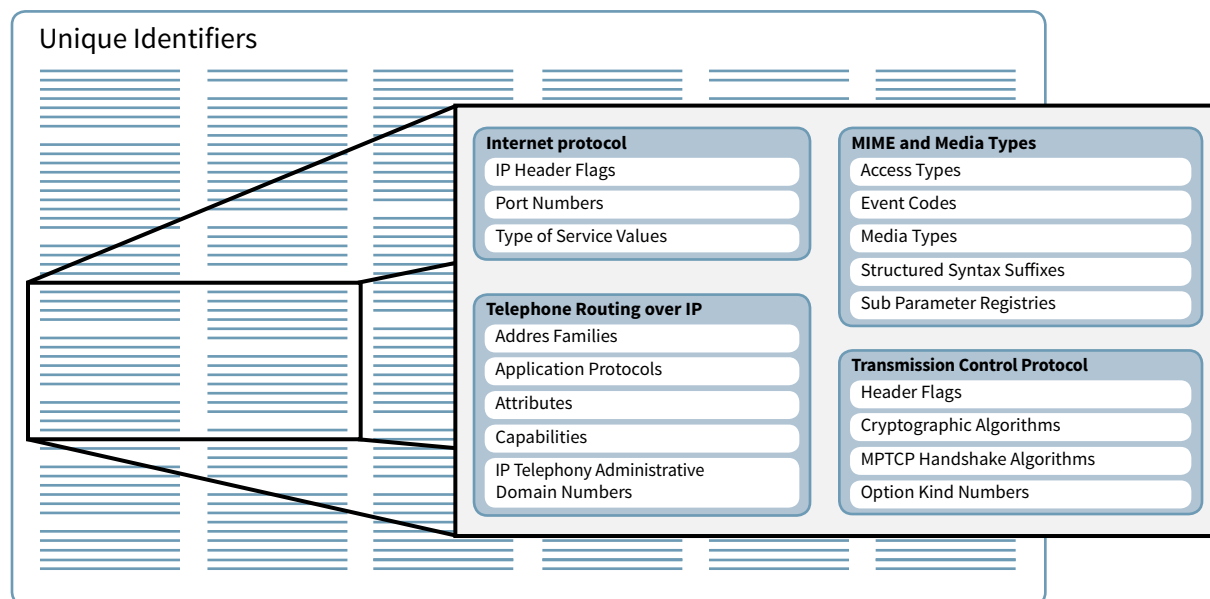 Unique Identifiers
Internet protocol
IP Header Flags
Port Numbers
Type of Service Values
Telephone Routing over IP
Addres Families
Application Protocols
Attributes
Capabilities
IP Telephony Administrative
Domain Numbers
MIME and Media Types
Access Types
Event Codes
Media Types
Structured Syntax Suffixes
Sub Parameter Registries
Transmission Control Protocol
Header Flags
Cryptographic Algorithms
MPTCP Handshake Algorithms
Option Kind Numbers